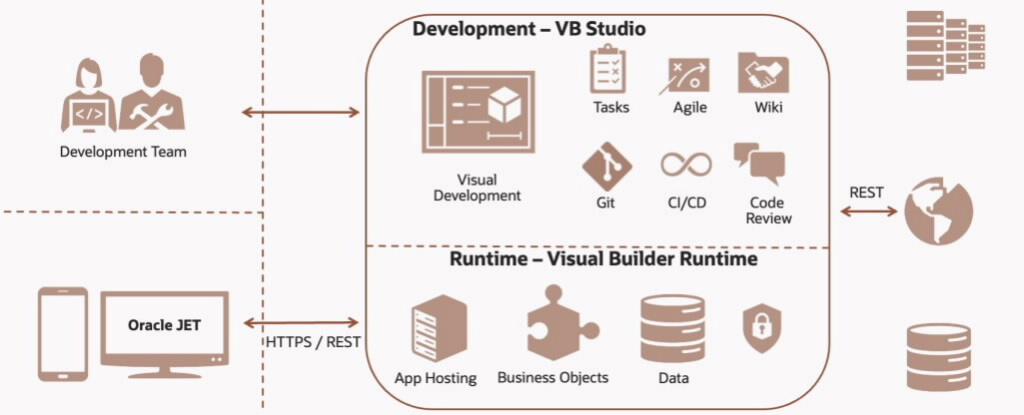 Development – VB Studio
Tasks
Agile
Wiki
</>
Development Team
Visual
Development
Git
CI/CD
Code
Review
REST
Runtime – Visual Builder Runtime
Oracle JET
HTTPS / REST
App Hosting
Business Objects
Data